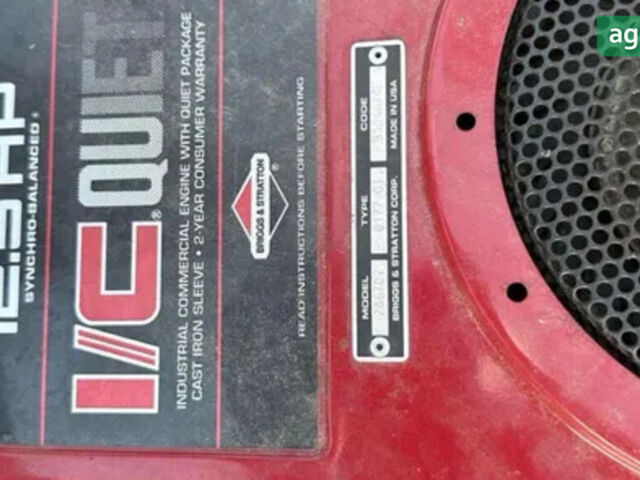 12.5 HP
SYNCHRO-BALANCED®
I/C® QUIET
INDUSTRIAL COMMERCIAL ENGINE WITH QUIET PACKAGE
CAST IRON SLEEVE • 2-YEAR CONSUMER WARRANTY
BRIGGS & STRATTON ®
READ INSTRUCTIONS BEFORE STARTING
MODEL TYPE CODE
BRIGGS & STRATTON CORP. MADE IN USA
ag